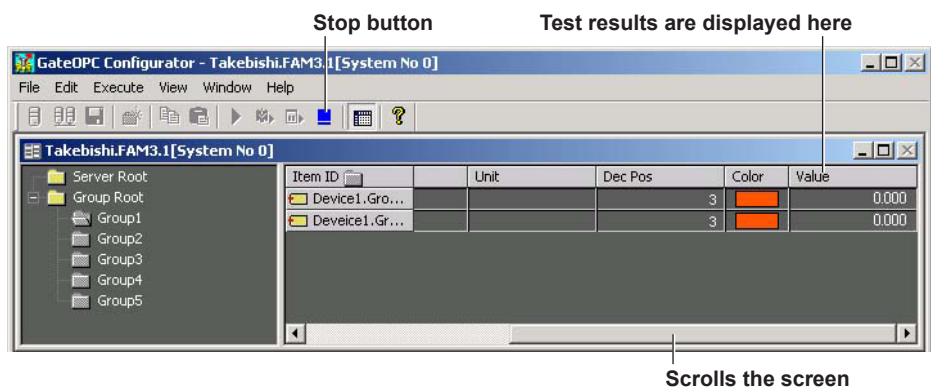 Stop button
Test results are displayed here
GateOPC Configurator - Takebishi.FAM3.1[System No 0]
File Edit Execute View Window Help
Takebishi.FAM3.1[System No 0]
Server Root
Group Root
Group1
Group2
Group3
Group4
Group5
Item ID Unit Dec Pos Color Value
Device1.Gro... 3 0.000
Deveice1.Gr... 3 0.000
Scrolls the screen